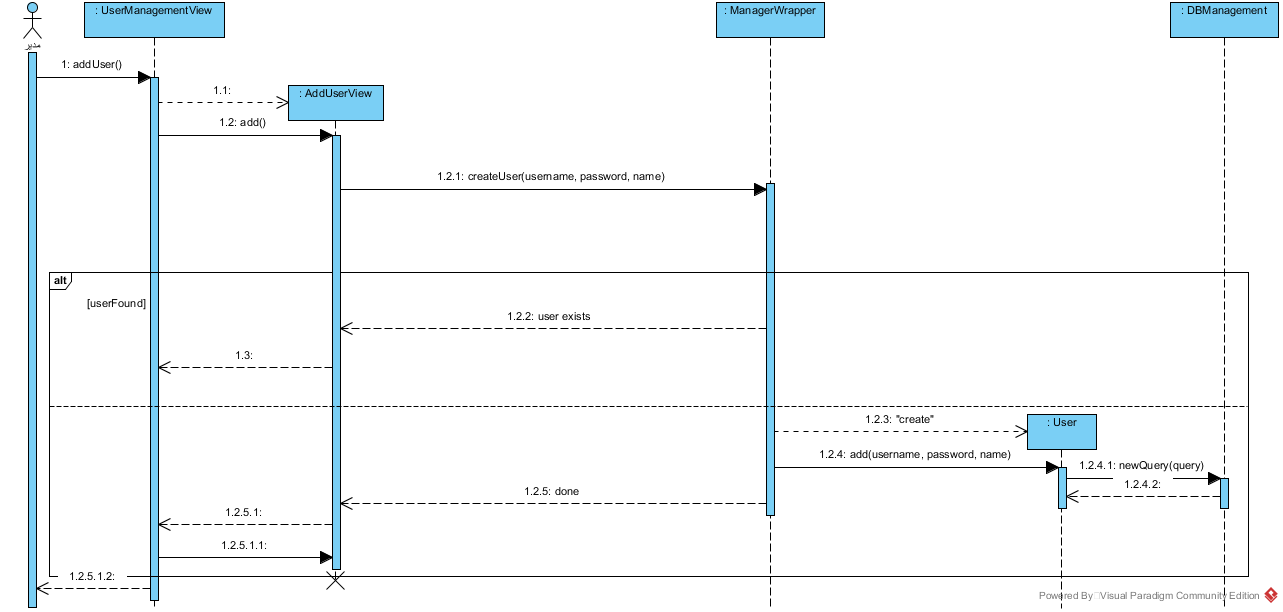 : UserManagementView
: ManagerWrapper
: DBManagement
مدیر
1: addUser()
1.1:
: AddUserView
1.2: add()
1.2.1: createUser(username, password, name)
alt
[userFound]
1.2.2: user exists
1.3:
1.2.3: "create"
: User
1.2.4: add(username, password, name)
1.2.4.1: newQuery(query)
1.2.4.2:
1.2.5: done
1.2.5.1:
1.2.5.1.1:
1.2.5.1.2:
Powered By Visual Paradigm Community Edition